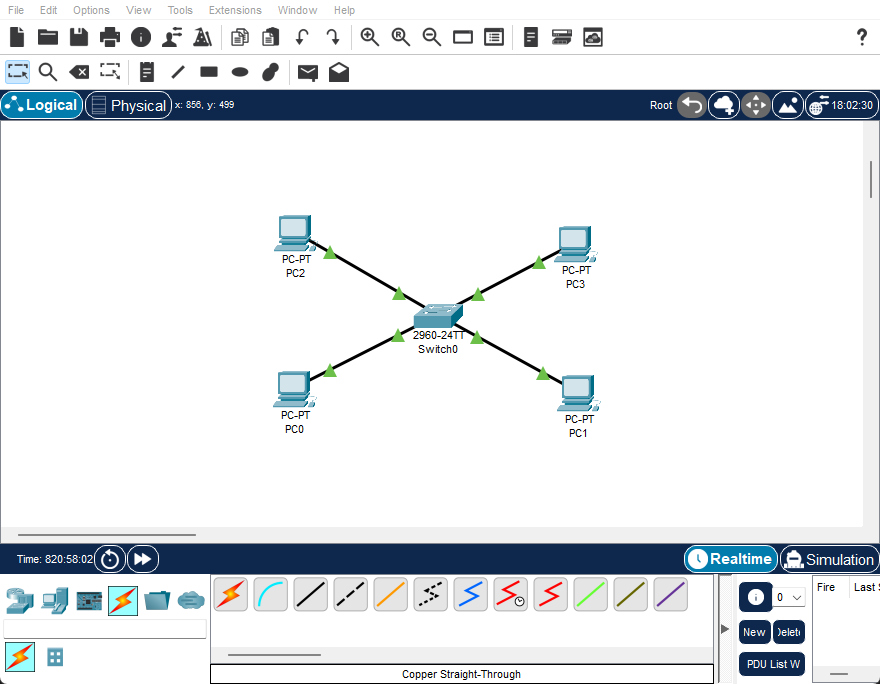 File Edit Options View Tools Extensions Window Help
?
Logical Physical x: 856, y: 499 Root 18:02:30
PC-PT
PC2
PC-PT
PC3
2960-24TT
Switch0
PC-PT
PC0
PC-PT
PC1
Time: 820:58:02 Realtime Simulation
0 Fire Last S
New Delete
PDU List W
Copper Straight-Through